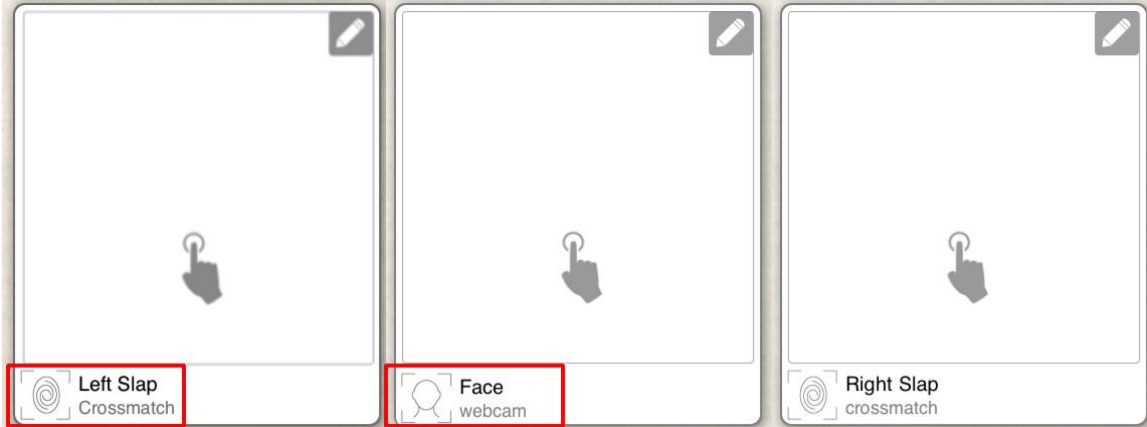 Left Slap
Crossmatch
Face
webcam
Right Slap
crossmatch